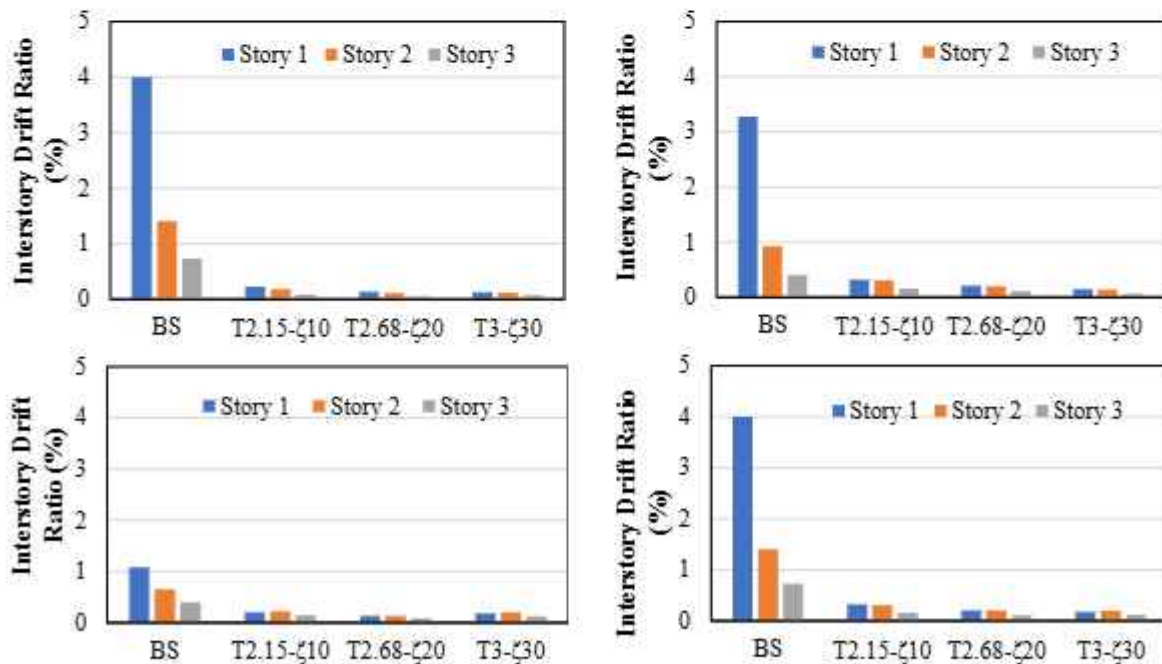 Interstory Drift Ratio
(%)
5
4
3
2
1
0
Story 1 Story 2 Story 3
BS T2.15-ζ10 T2.68-ζ20 T3-ζ30
Interstory Drift Ratio
(%)
5
4
3
2
1
0
Story 1 Story 2 Story 3
BS T2.15-ζ10 T2.68-ζ20 T3-ζ30
Interstory Drift
Ratio (%)
5
4
3
2
1
0
Story 1 Story 2 Story 3
BS T2.15-ζ10 T2.68-ζ20 T3-ζ30
Interstory Drift Ratio
(%)
5
4
3
2
1
0
Story 1 Story 2 Story 3
BS T2.15-ζ10 T2.68-ζ20 T3-ζ30